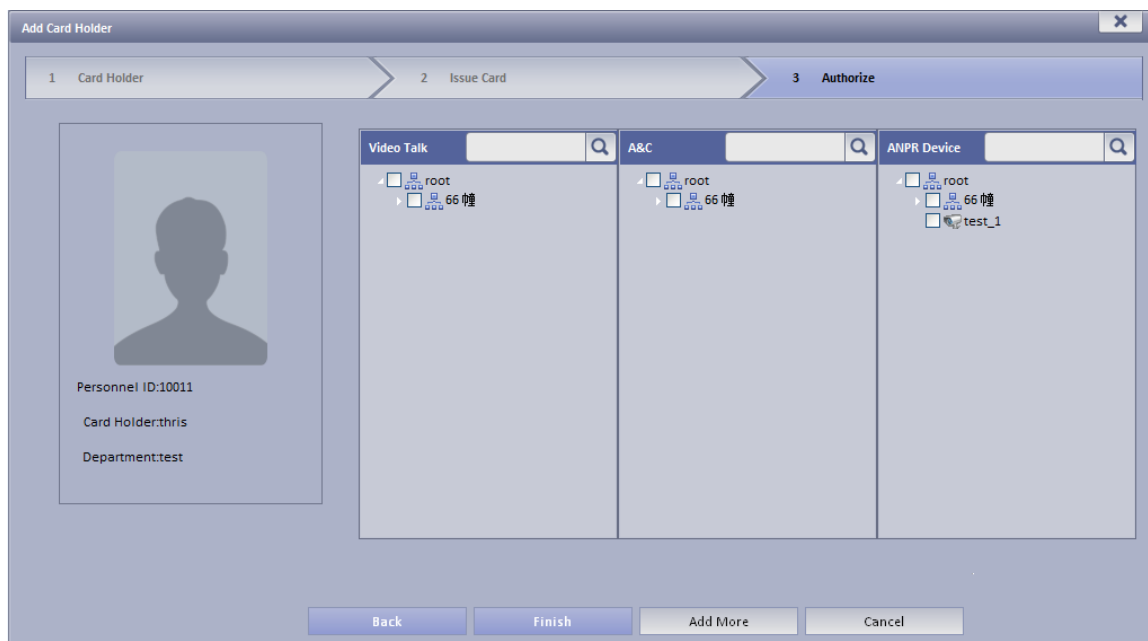 Add Card Holder
1 Card Holder
2 Issue Card
3 Authorize
Personnel ID:10011
Card Holder:thris
Department:test
Video Talk
root
66 幢
A&C
root
66 幢
ANPR Device
root
66 幢
test_1
Back
Finish
Add More
Cancel